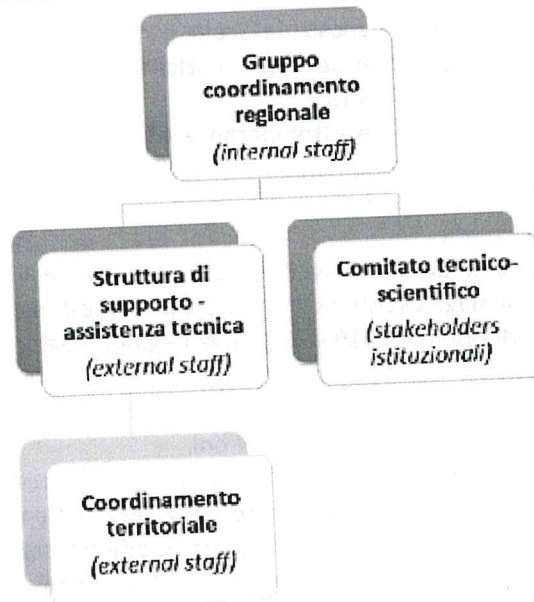 Gruppo
coordinamento
regionale
(internal staff)
Struttura di
supporto -
assistenza tecnica
(external staff)
Comitato tecnico-
scientifico
(stakeholders
istituzionali)
Coordinamento
territoriale
(external staff)